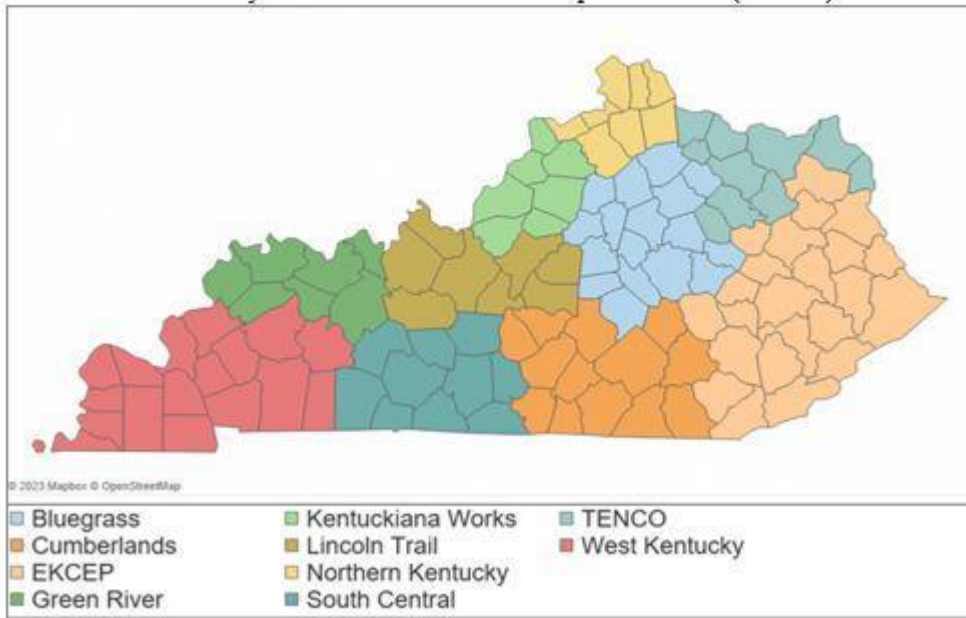 © 2023 Mapbox © OpenStreetMap
Bluegrass
Cumberlands
EKCEP
Green River
Kentuckiana Works
Lincoln Trail
Northern Kentucky
South Central
TENCO
West Kentucky